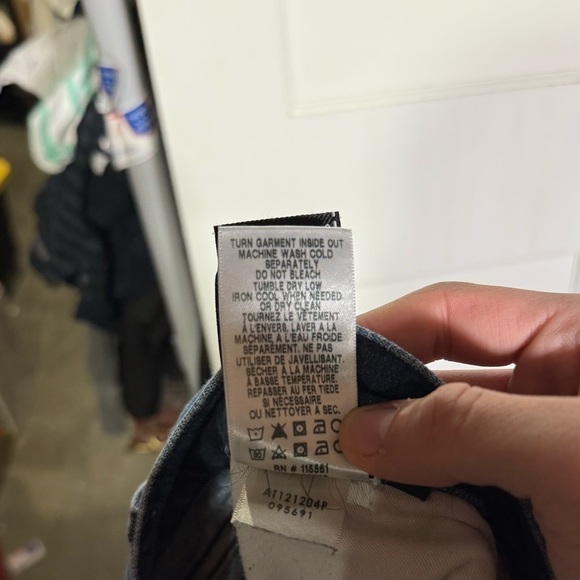 TURN GARMENT INSIDE OUT
MACHINE WASH COLD
SEPARATELY
DO NOT BLEACH
TUMBLE DRY LOW
IRON COOL WHEN NEEDED
OR DRY CLEAN
TOURNEZ LE VÊTEMENT
À L'ENVERS, LAVER A LA
MACHINE À L'EAU FROIDE
SÉPARÉMENT. NE PAS
UTILISER DE JAVELLISANT.
SÉCHER À LA MACHINE
À BASSE TEMPÉRATURE.
REPASSER AU FER TIEDE
SI NÉCESSAIRE
OU NETTOYER A SEC.
RN # 115861
AT121204P
095691